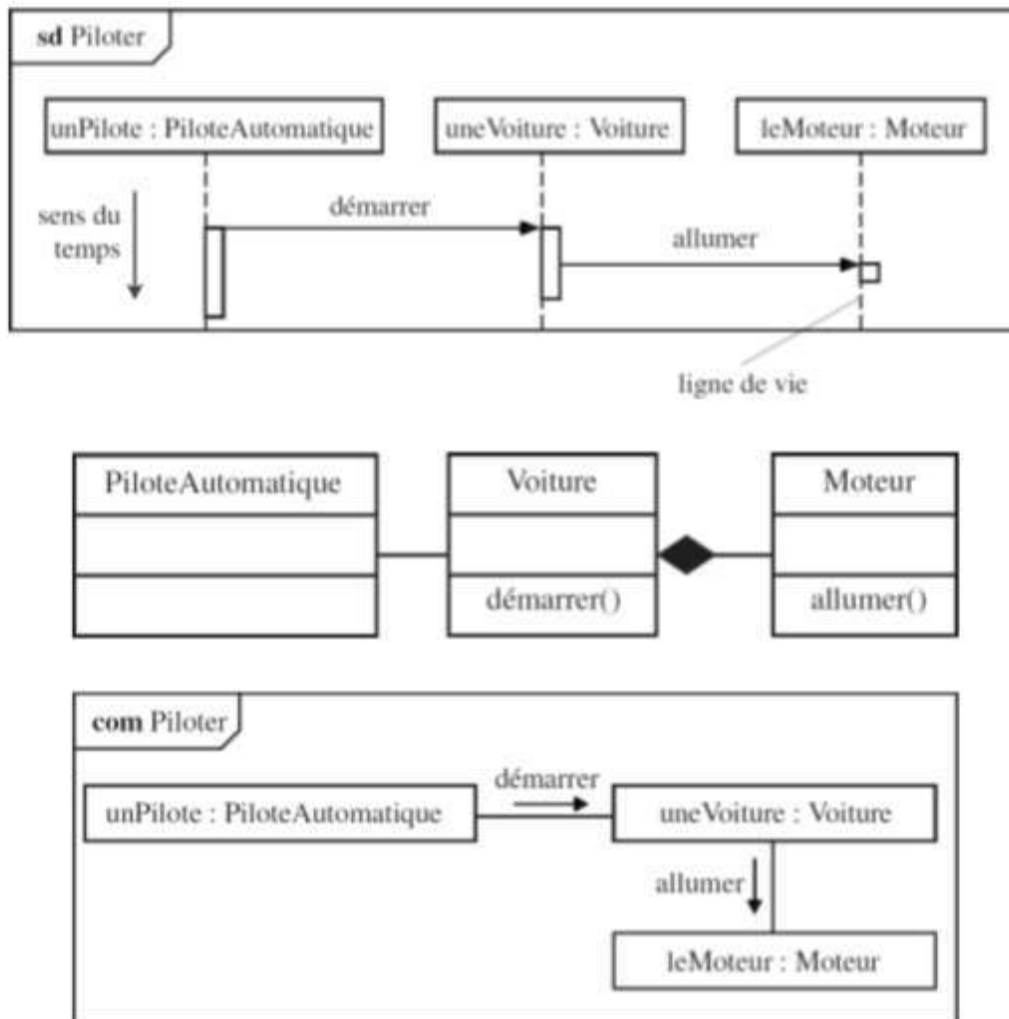 sd Piloter
unPilote : PiloteAutomatique
uneVoiture : Voiture
leMoteur : Moteur
sens du
temps
démarrer
allumer
ligne de vie
PiloteAutomatique
Voiture
Moteur
démarrer()
allumer()
com Piloter
démarrer
unPilote : PiloteAutomatique
uneVoiture : Voiture
allumer
leMoteur : Moteur